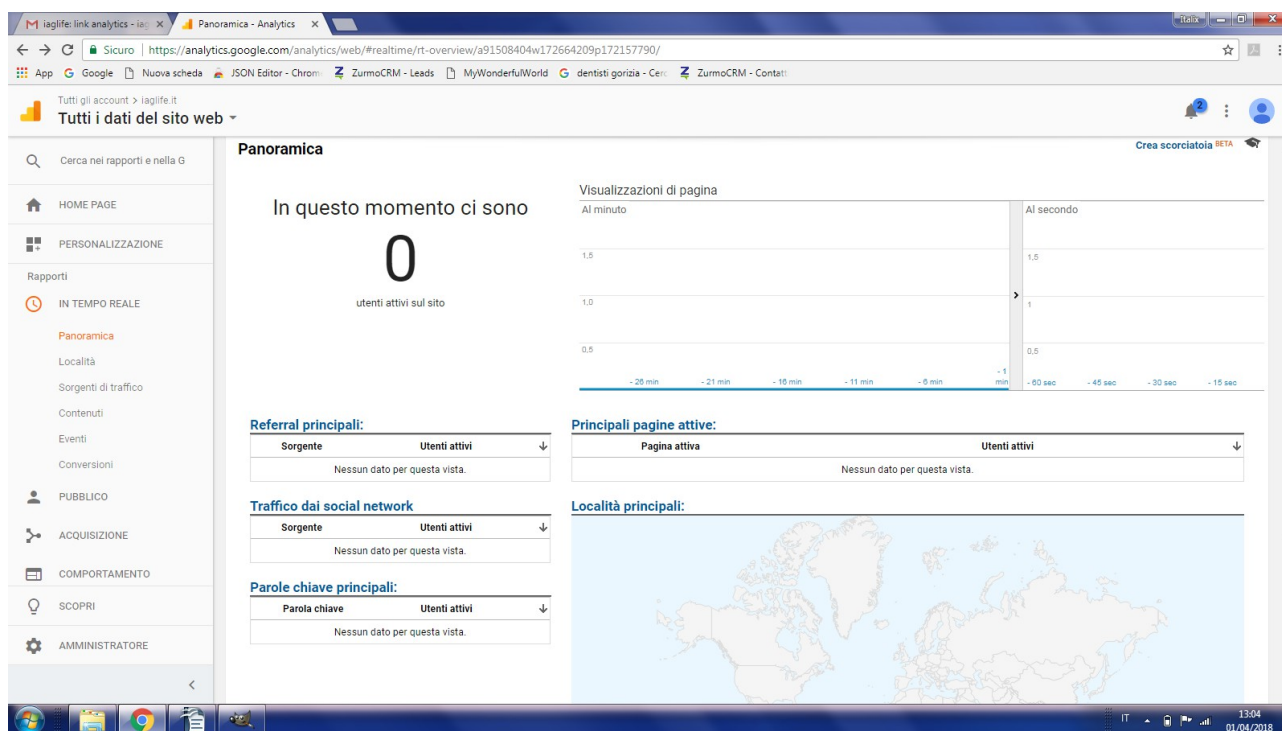 iaglife: link analytics - iag
Panoramica - Analytics
Italix
Sicuro | https://analytics.google.com/analytics/web/#realtime/rt-overview/a91508404w172664209p172157790/
App Google Nuova scheda JSON Editor - Chrom ZurmoCRM - Leads MyWonderfulWorld dentisti gorizia - Cerc ZurmoCRM - Contatt
Tutti gli account > iaglife.it
Tutti i dati del sito web
2
Cerca nei rapporti e nella G
HOME PAGE
PERSONALIZZAZIONE
Rapporti
IN TEMPO REALE
Panoramica
Località
Sorgenti di traffico
Contenuti
Eventi
Conversioni
PUBBLICO
ACQUISIZIONE
COMPORTAMENTO
SCOPRI
AMMINISTRATORE
Panoramica
Crea scorciatoia BETA
In questo momento ci sono
0
utenti attivi sul sito
Visualizzazioni di pagina
Al minuto
1,5
1,0
0,5
- 26 min - 21 min - 16 min - 11 min - 6 min - 1 min
Al secondo
1,5
1
0,5
- 60 sec - 45 sec - 30 sec - 15 sec
Referral principali:
Sorgente Utenti attivi
Nessun dato per questa vista.
Principali pagine attive:
Pagina attiva Utenti attivi
Nessun dato per questa vista.
Traffico dai social network
Sorgente Utenti attivi
Nessun dato per questa vista.
Località principali:
Parole chiave principali:
Parola chiave Utenti attivi
Nessun dato per questa vista.
IT
13:04
01/04/2018